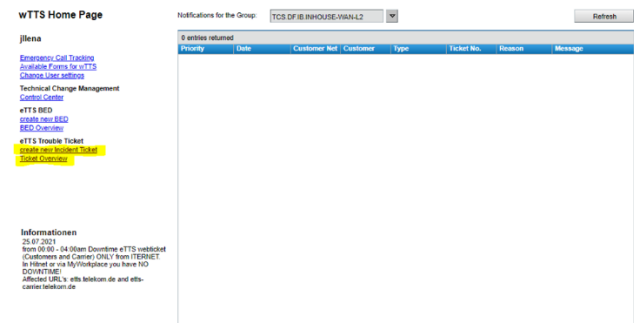 wTTS Home Page
Notifications for the Group: TCS.DF.IB.INHOUSE-WAN-L2
Refresh
jllena
0 entries returned
Priority Date Customer Net Customer Type Ticket No. Reason Message
Emergency Call Tracking
Available Forms for wTTS
Change User settings
Technical Change Management
Control Center
eTTS BED
create new BED
BED Overview
eTTS Trouble Ticket
create new Incident Ticket
Ticket Overview
Informationen
25.07.2021
from 00:00 - 04:00am Downtime eTTS webticket
(Customers and Carrier) ONLY from ITERNET.
In Hitnet or via MyWorkplace you have NO
DOWNTIME!
Affected URL's: etts.telekom.de and etts-
carrier.telekom.de